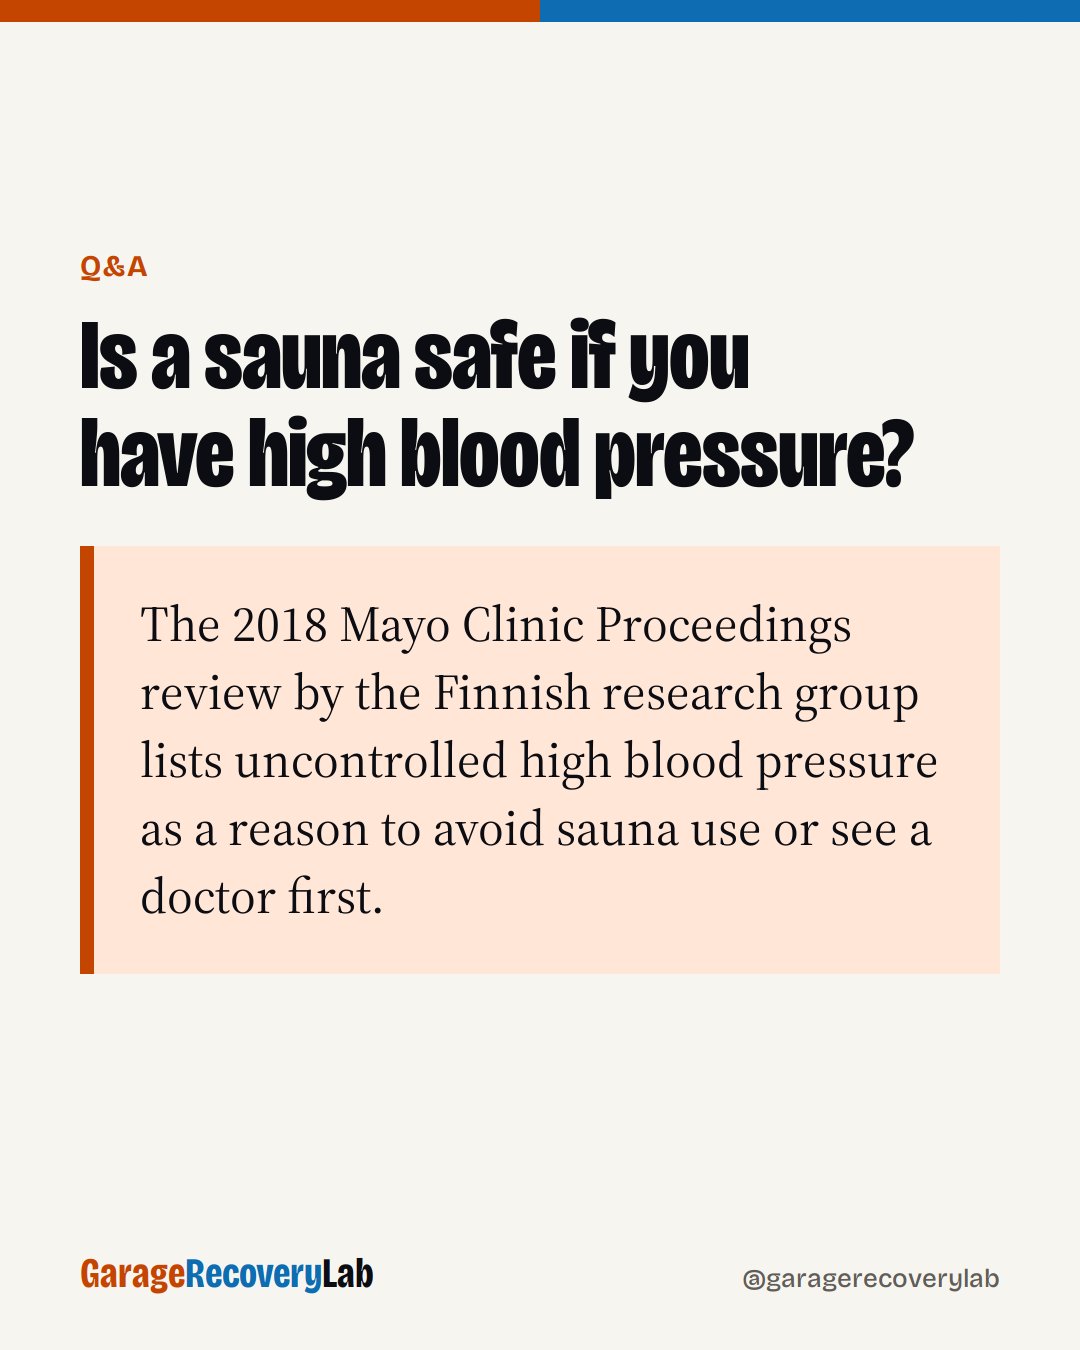 Q&A
Is a sauna safe if you
have high blood pressure?
The 2018 Mayo Clinic Proceedings
review by the Finnish research group
lists uncontrolled high blood pressure
as a reason to avoid sauna use or see a
doctor first.
GarageRecoveryLab
@garagerecoverylab